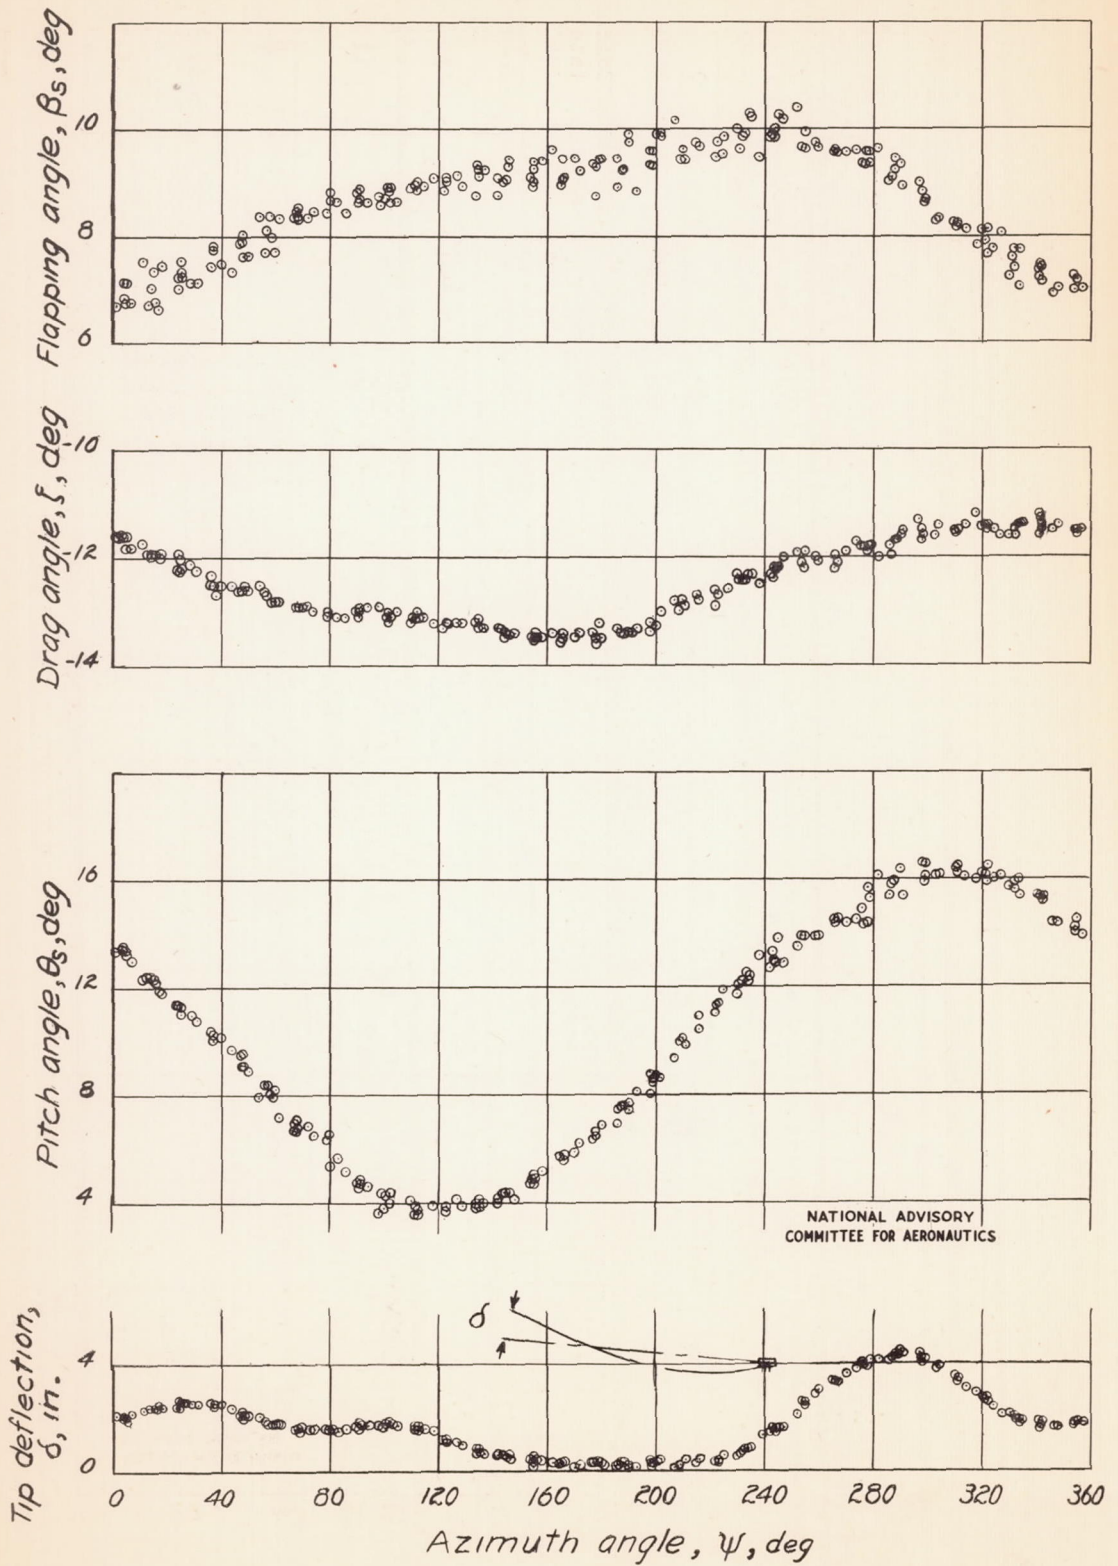 Flapping angle, βs, deg
10
8
6
Drag angle, ζ, deg
-10
-12
-14
Pitch angle, θs, deg
16
12
8
4
NATIONAL ADVISORY
COMMITTEE FOR AERONAUTICS
Tip deflection,
δ, in.
δ
4
0
0 40 80 120 160 200 240 280 320 360
Azimuth angle, ψ, deg